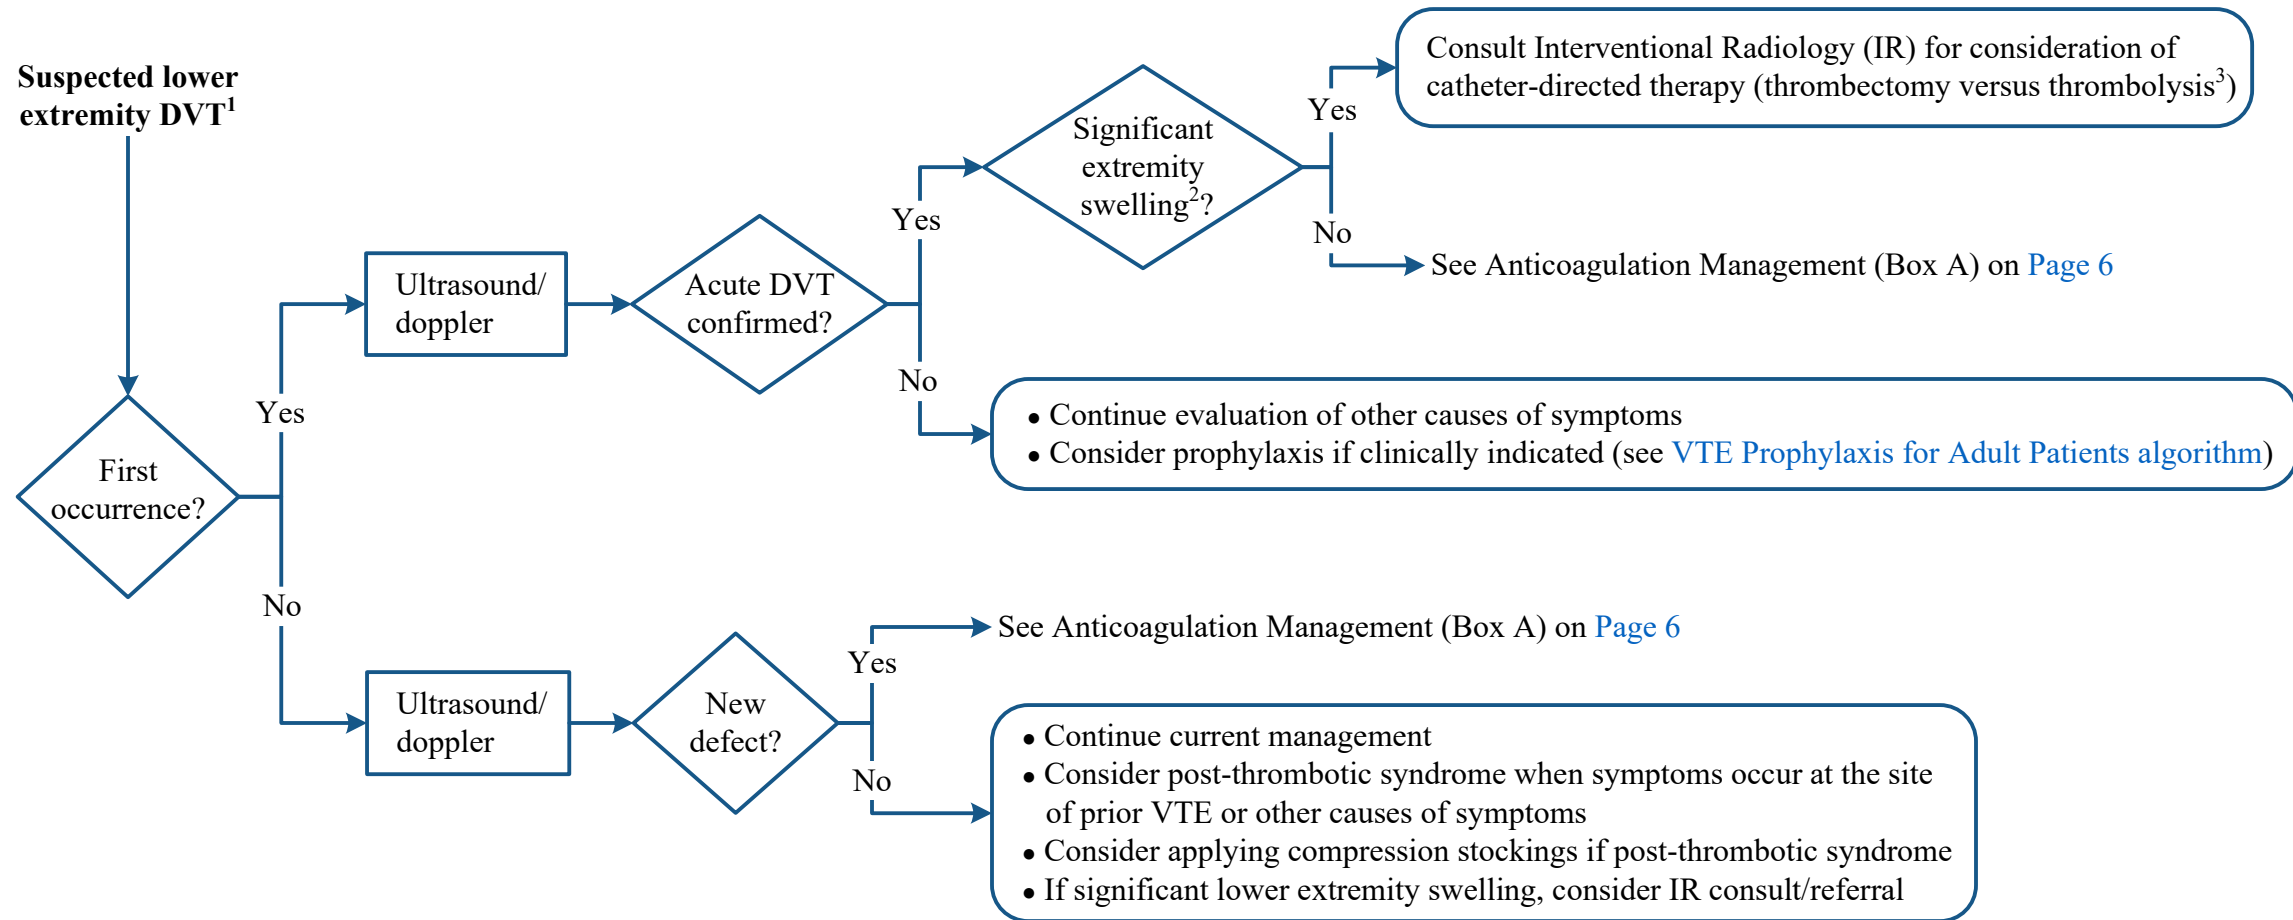 Suspected lower
extremity DVT¹
First
occurrence?
Yes
No
Ultrasound/
doppler
Acute DVT
confirmed?
Yes
No
Significant
extremity
swelling²?
Yes
No
Consult Interventional Radiology (IR) for consideration of
catheter-directed therapy (thrombectomy versus thrombolysis³)
See Anticoagulation Management (Box A) on Page 6
• Continue evaluation of other causes of symptoms
• Consider prophylaxis if clinically indicated (see VTE Prophylaxis for Adult Patients algorithm)
Ultrasound/
doppler
New
defect?
Yes
No
See Anticoagulation Management (Box A) on Page 6
• Continue current management
• Consider post-thrombotic syndrome when symptoms occur at the site
of prior VTE or other causes of symptoms
• Consider applying compression stockings if post-thrombotic syndrome
• If significant lower extremity swelling, consider IR consult/referral